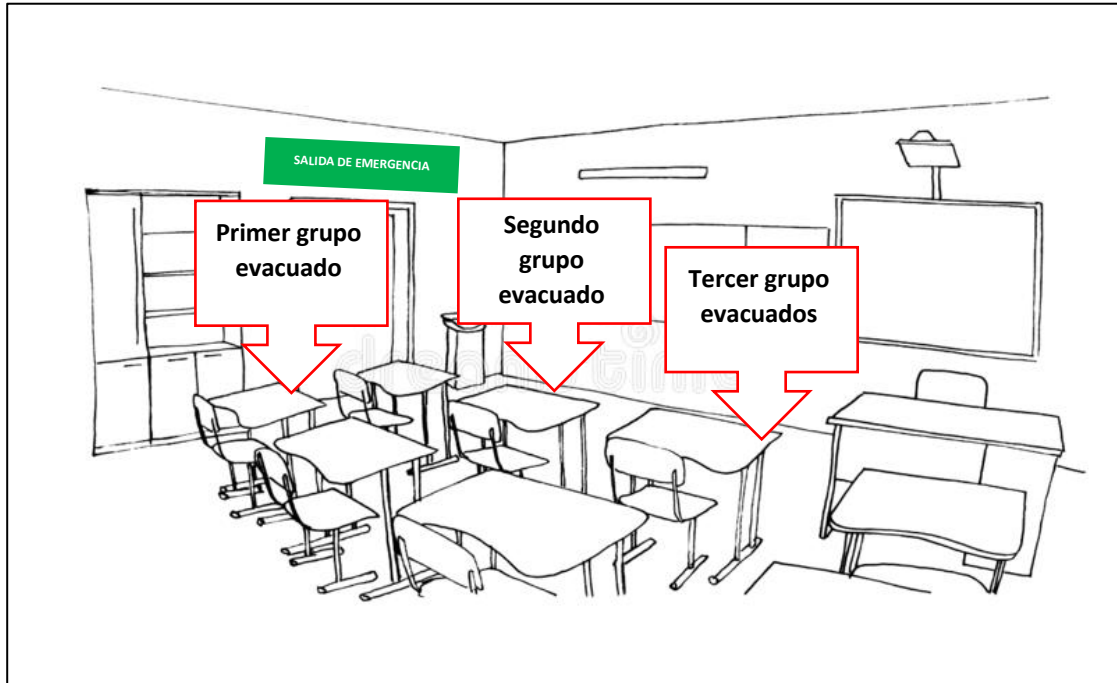 SALIDA DE EMERGENCIA
Primer grupo
evacuado
Segundo
grupo
evacuado
Tercer grupo
evacuados